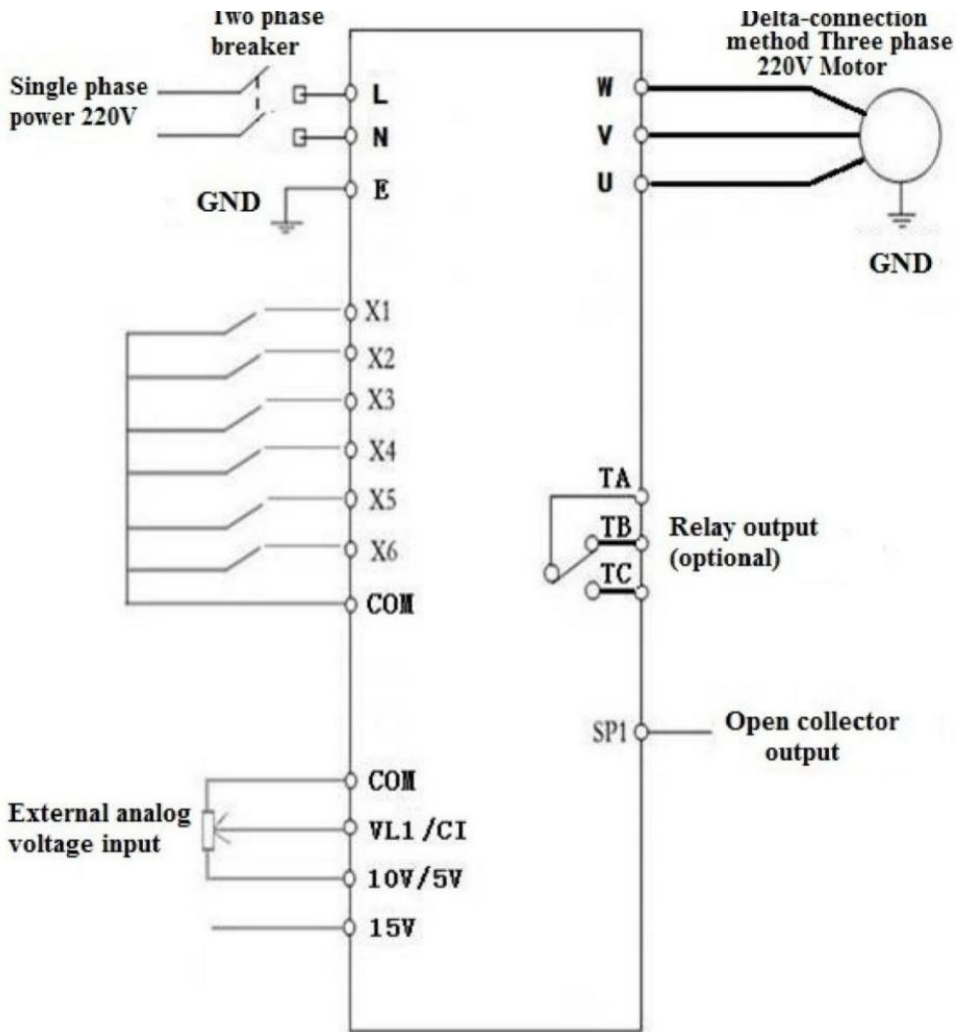 Two phase
breaker
Single phase
power 220V
L
N
E
GND
Delta-connection
method Three phase
220V Motor
W
V
U
GND
X1
X2
X3
X4
X5
X6
COM
TA
TB
TC
Relay output
(optional)
SP1
Open collector
output
External analog
voltage input
COM
VL1/CI
10V/5V
15V